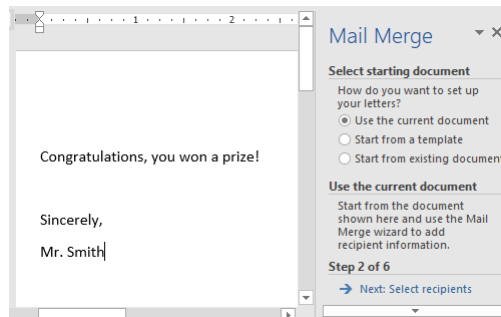 1 2
Mail Merge
Select starting document
How do you want to set up
your letters?
Use the current document
Start from a template
Start from existing document
Use the current document
Start from the document
shown here and use the Mail
Merge wizard to add
recipient information.
Step 2 of 6
Next: Select recipients
Congratulations, you won a prize!
Sincerely,
Mr. Smith